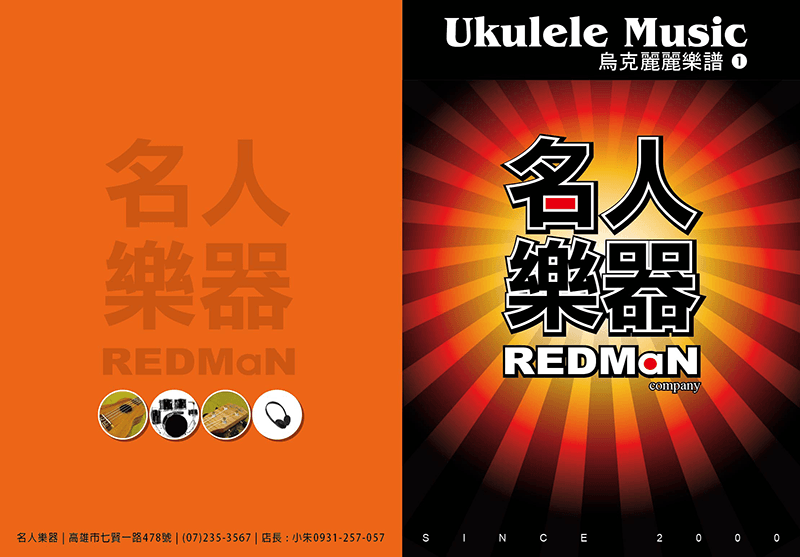 Ukulele Music
烏克麗麗樂譜 ❶
名人
樂器
REDMaN
company
SINCE 2000
名人
樂器
REDMaN
名人樂器 | 高雄市七賢一路478號 | (07)235-3567 | 店長：小朱0931-257-057